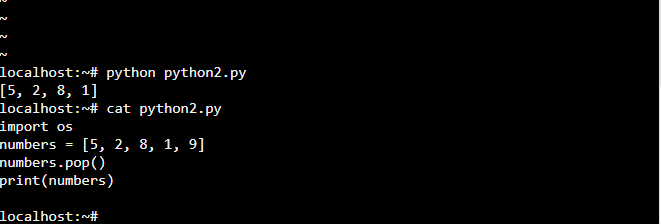 ~
~
~
~
localhost:~# python python2.py
[5, 2, 8, 1]
localhost:~# cat python2.py
import os
numbers = [5, 2, 8, 1, 9]
numbers.pop()
print(numbers)
localhost:~#